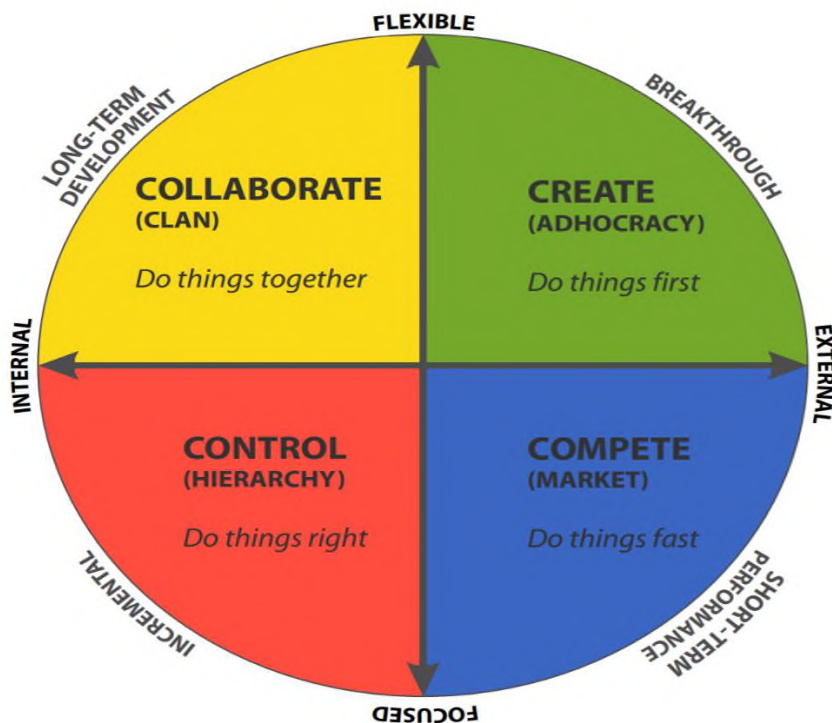 FLEXIBLE
LONG-TERM
DEVELOPMENT
BREAKTHROUGH
COLLABORATE
(CLAN)
Do things together
CREATE
(ADHOCRACY)
Do things first
INTERNAL
EXTERNAL
CONTROL
(HIERARCHY)
Do things right
COMPETE
(MARKET)
Do things fast
INCREMENTAL
SHORT-TERM
PERFORMANCE
FOCUSED